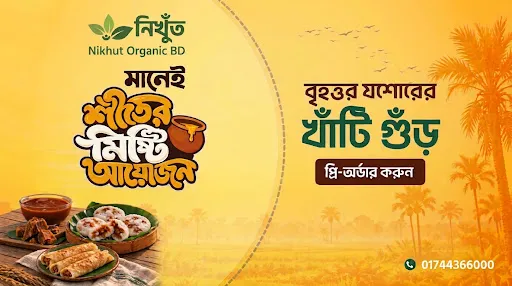 নিখুঁত
Nikhut Organic BD
মানেই
শীতের
মিষ্টি
আয়োজন
বৃহত্তর যশোরের
খাঁটি গুঁড়
প্রি-অর্ডার করুন
01744366000